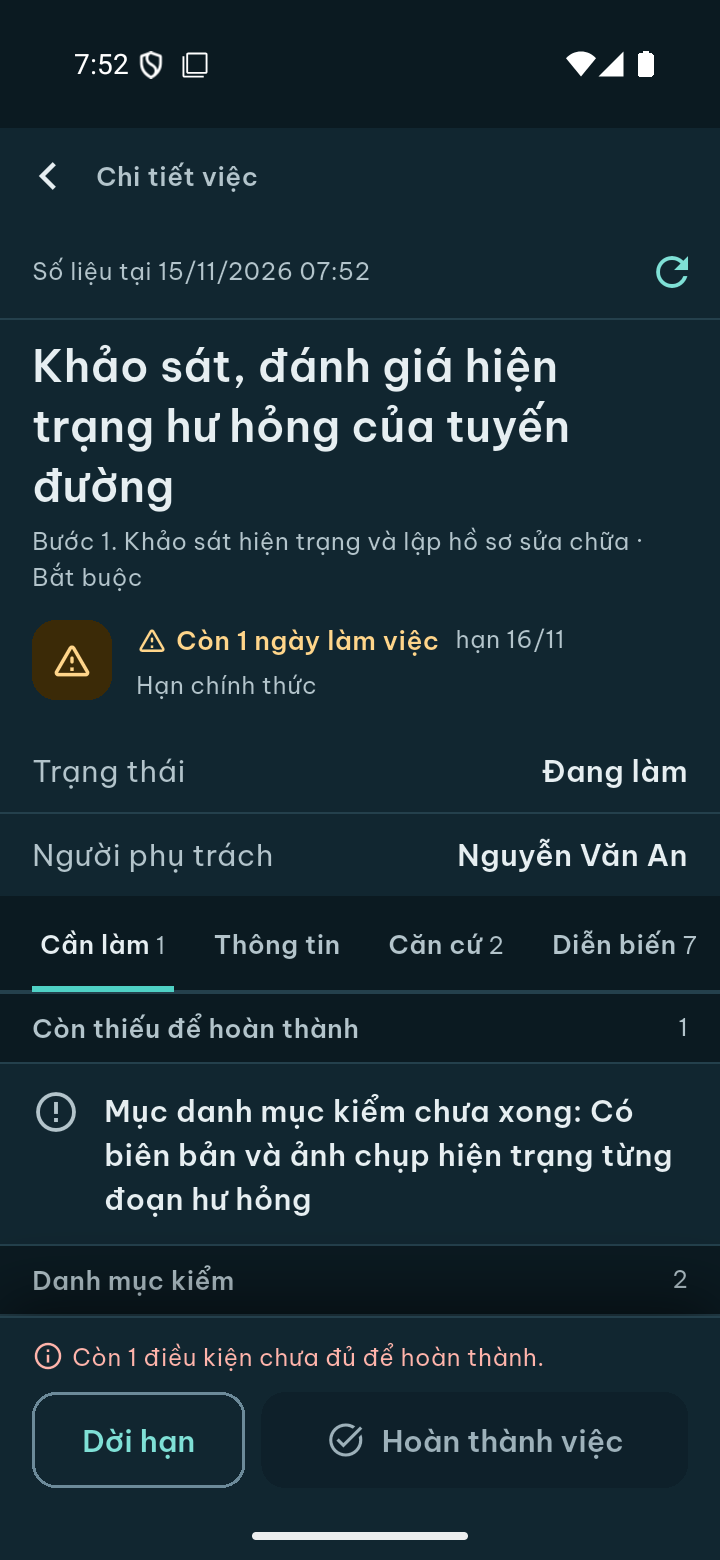 7:52
Chi tiết việc
Số liệu tại 15/11/2026 07:52
Khảo sát, đánh giá hiện
trạng hư hỏng của tuyến
đường
Bước 1. Khảo sát hiện trạng và lập hồ sơ sửa chữa ·
Bắt buộc
Còn 1 ngày làm việc hạn 16/11
Hạn chính thức
Trạng thái Đang làm
Người phụ trách Nguyễn Văn An
Cần làm 1 Thông tin Căn cứ 2 Diễn biến 7
Còn thiếu để hoàn thành 1
Mục danh mục kiểm chưa xong: Có
biên bản và ảnh chụp hiện trạng từng
đoạn hư hỏng
Danh mục kiểm 2
Còn 1 điều kiện chưa đủ để hoàn thành.
Dời hạn Hoàn thành việc